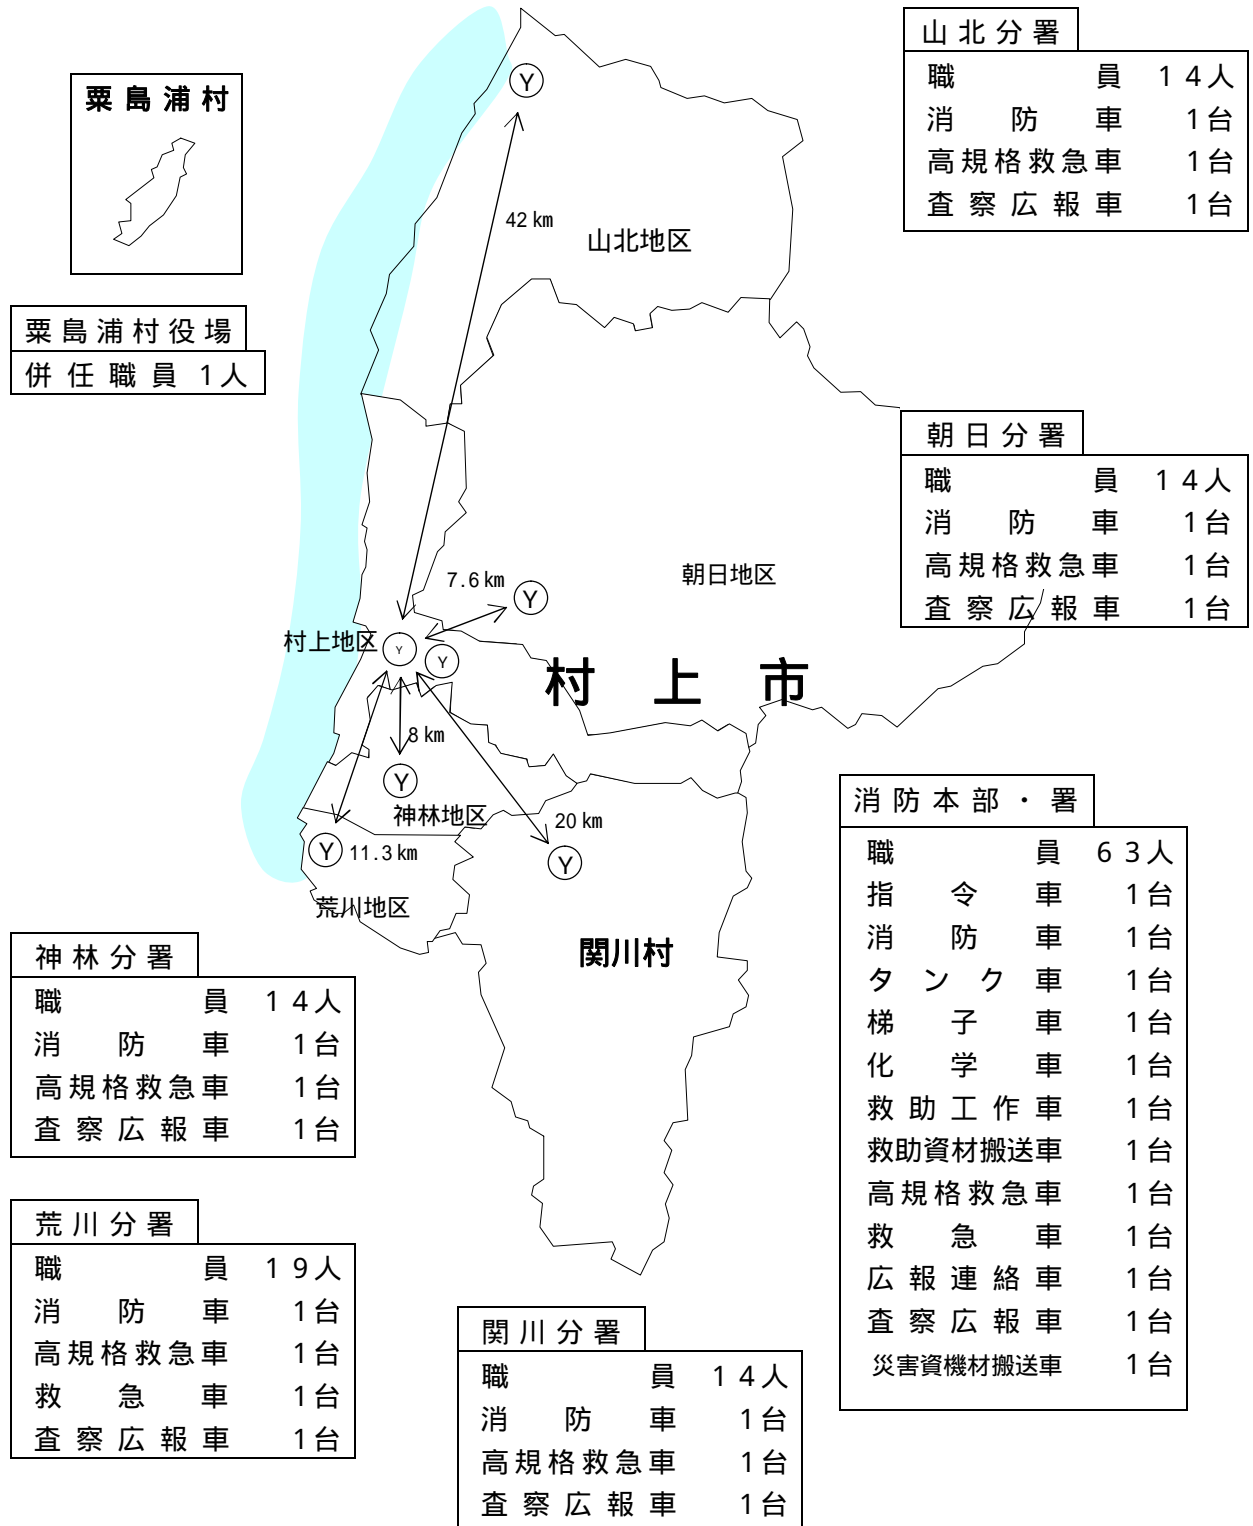 山北分署
職員 14人
消防車 1台
高規格救急車 1台
査察広報車 1台
粟島浦村
Y
42㎞
山北地区
粟島浦村役場
併任職員 1人
朝日分署
職員 14人
消防車 1台
高規格救急車 1台
査察広報車 1台
7.6㎞
朝日地区
Y
村上地区
Y
Y
村上市
8㎞
Y
神林地区
20㎞
Y
11.3㎞
Y
荒川地区
関川村
消防本部・署
職員 63人
指令車 1台
消防車 1台
タンク車 1台
梯子車 1台
化学車 1台
救助工作車 1台
救助資材搬送車 1台
高規格救急車 1台
救急車 1台
広報連絡車 1台
査察広報車 1台
災害資機材搬送車 1台
神林分署
職員 14人
消防車 1台
高規格救急車 1台
査察広報車 1台
荒川分署
職員 19人
消防車 1台
高規格救急車 1台
救急車 1台
査察広報車 1台
関川分署
職員 14人
消防車 1台
高規格救急車 1台
査察広報車 1台